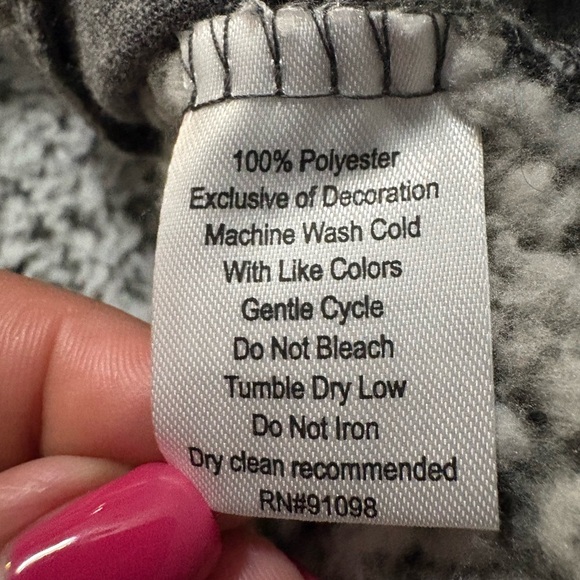 100% Polyester
Exclusive of Decoration
Machine Wash Cold
With Like Colors
Gentle Cycle
Do Not Bleach
Tumble Dry Low
Do Not Iron
Dry clean recommended
RN#91098